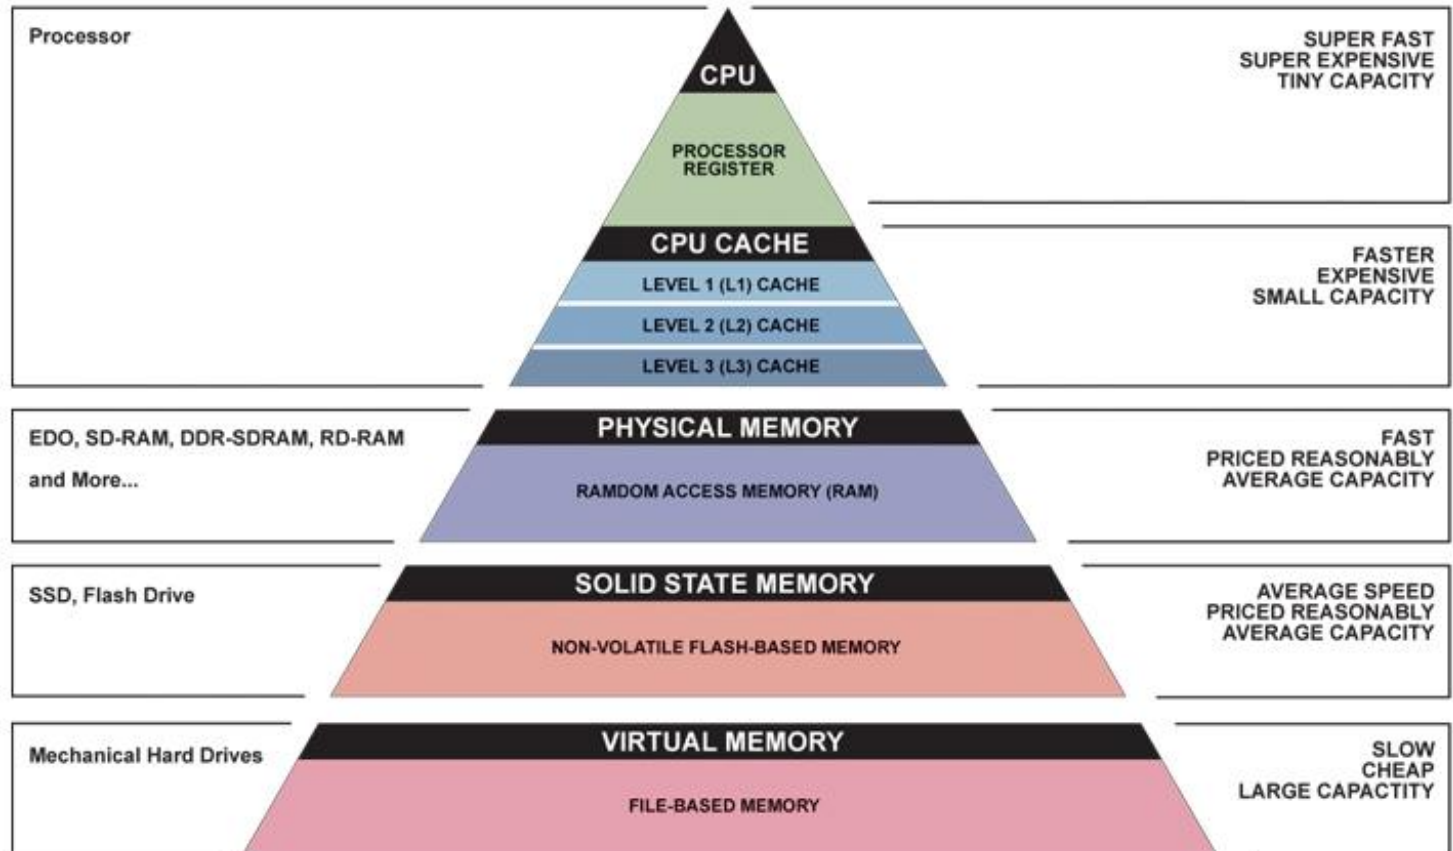 Processor
CPU
SUPER FAST
SUPER EXPENSIVE
TINY CAPACITY
PROCESSOR
REGISTER
CPU CACHE
FASTER
EXPENSIVE
SMALL CAPACITY
LEVEL 1 (L1) CACHE
LEVEL 2 (L2) CACHE
LEVEL 3 (L3) CACHE
EDO, SD-RAM, DDR-SDRAM, RD-RAM
and More...
PHYSICAL MEMORY
RAMDOM ACCESS MEMORY (RAM)
FAST
PRICED REASONABLY
AVERAGE CAPACITY
SSD, Flash Drive
SOLID STATE MEMORY
NON-VOLATILE FLASH-BASED MEMORY
AVERAGE SPEED
PRICED REASONABLY
AVERAGE CAPACITY
Mechanical Hard Drives
VIRTUAL MEMORY
FILE-BASED MEMORY
SLOW
CHEAP
LARGE CAPACTITY